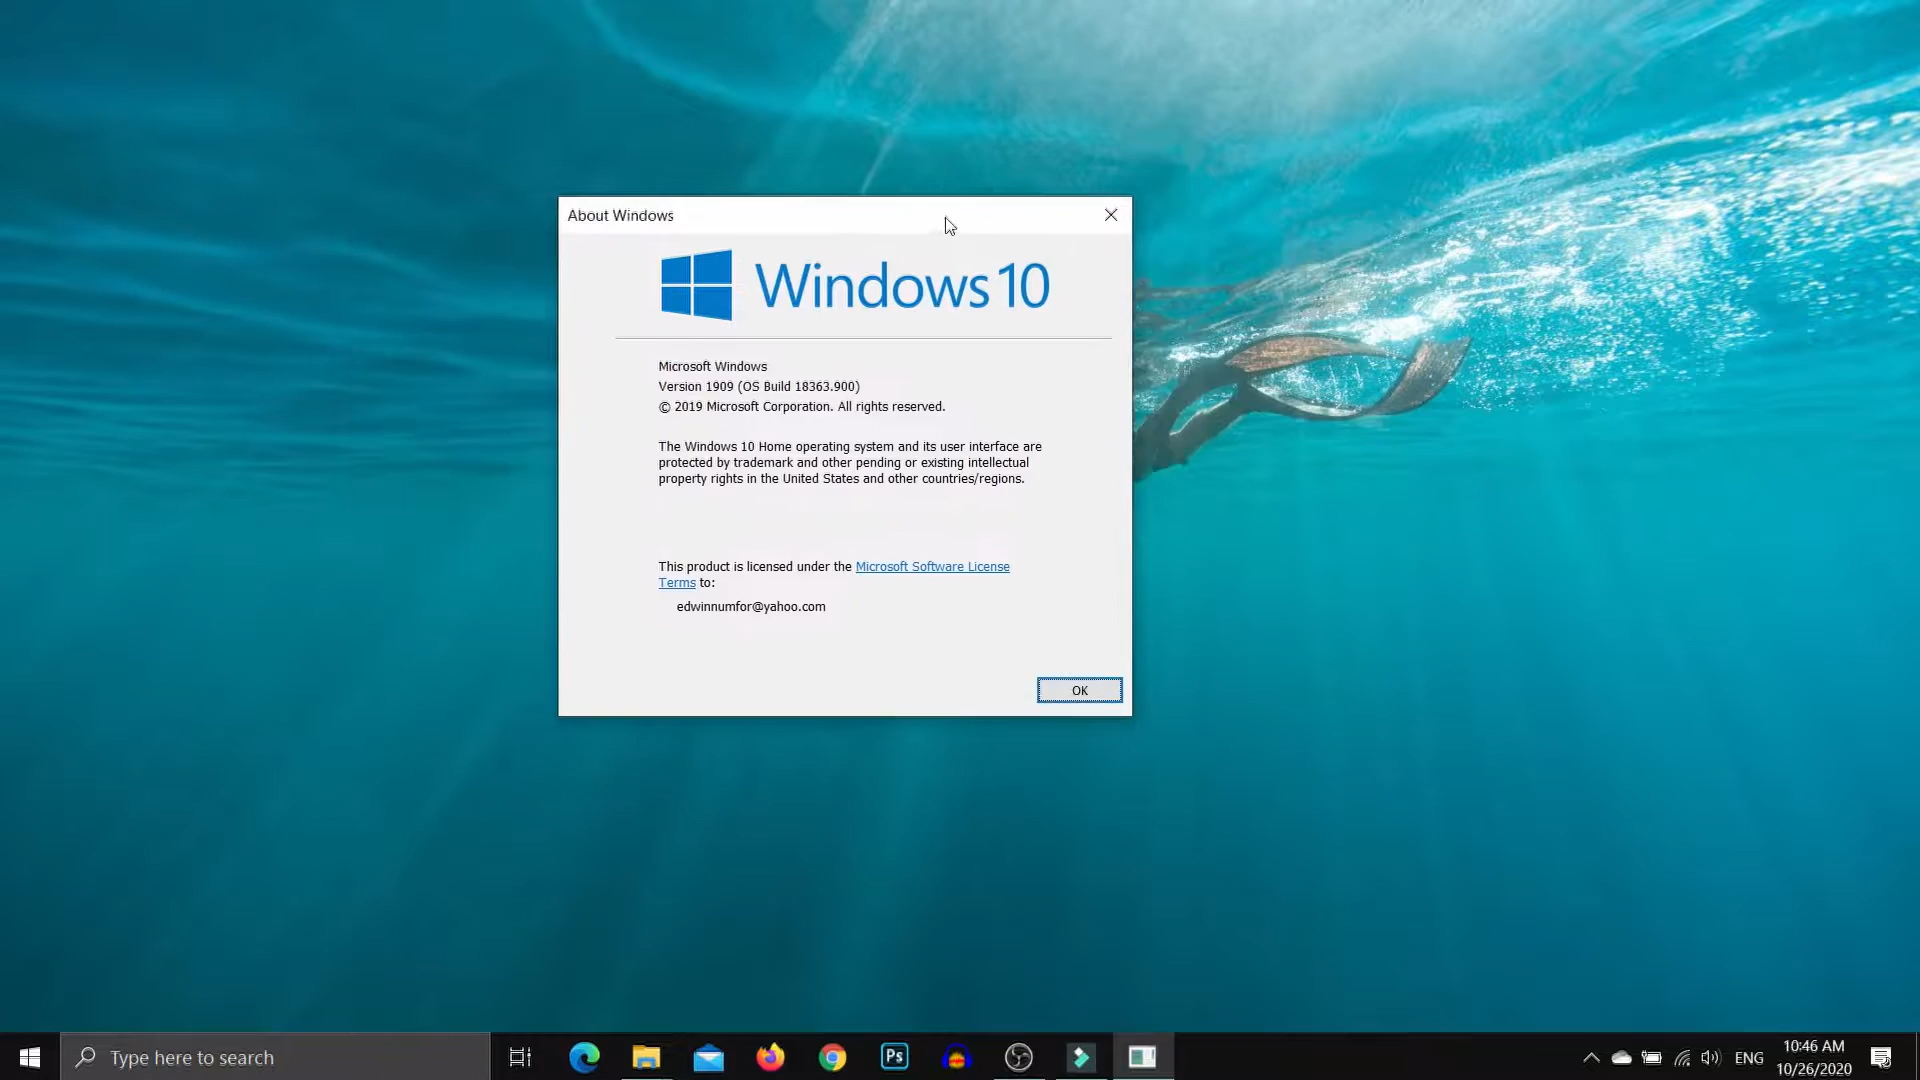 About Windows
Windows 10
Microsoft Windows
Version 1909 (OS Build 18363.900)
© 2019 Microsoft Corporation. All rights reserved.
The Windows 10 Home operating system and its user interface are
protected by trademark and other pending or existing intellectual
property rights in the United States and other countries/regions.
This product is licensed under the Microsoft Software License
Terms to:
edwinnumfor@yahoo.com
OK
Type here to search
Ps
ENG
10:46 AM
10/26/2020